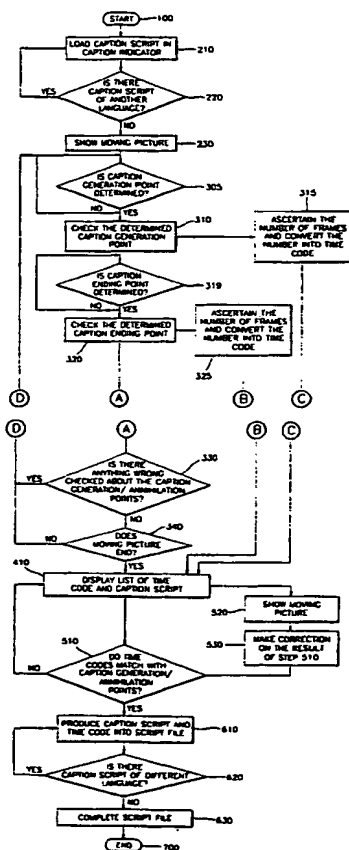 START
100
LOAD CAPTION SCRIPT IN
CAPTION INDICATOR
210
YES
IS THERE
CAPTION SCRIPT
OF ANOTHER
LANGUAGE?
220
NO
SHOW MOVING PICTURE
230
IS CAPTION
GENERATION POINT
DETERMINED?
305
NO
YES
310
CHECK THE DETERMINED
CAPTION GENERATION
POINT
315
ASCERTAIN THE
NUMBER OF FRAMES
AND CONVERT THE
NUMBER INTO TIME
CODE
IS CAPTION
ENDING POINT
DETERMINED?
319
NO
YES
CHECK THE DETERMINED
CAPTION ENDING POINT
320
ASCERTAIN THE
NUMBER OF FRAMES
AND CONVERT THE
NUMBER INTO TIME
CODE
325
D
A
B
C
D
A
B
C
330
IS THERE
ANYTHING WRONG
CHECKED ABOUT THE CAPTION
GENERATION/ ANNIHILATION
POINTS?
YES
NO
340
DOES
MOVING PICTURE
END?
NO
YES
410
DISPLAY LIST OF TIME
CODE AND CAPTION SCRIPT
520
SHOW MOVING
PICTURE
530
MAKE CORRECTION
ON THE RESULT
OF STEP 510
510
DO TIME
CODES MATCH WITH
CAPTION GENERATION/
ANNIHILATION
POINTS?
NO
YES
PRODUCE CAPTION SCRIPT AND
TIME CODE INTO SCRIPT FILE
610
YES
IS THERE
CAPTION SCRIPT OF DIFFERENT
LANGUAGE?
620
NO
COMPLETE SCRIPT FILE
630
END
700